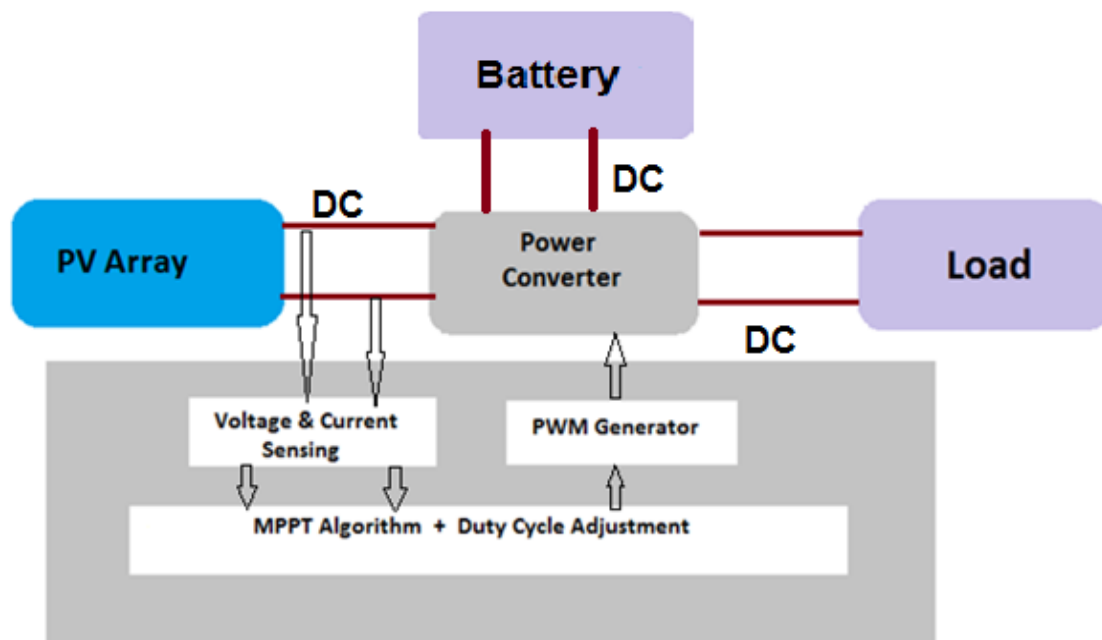 Battery
DC
DC
PV Array
Power
Converter
Load
DC
Voltage & Current
Sensing
PWM Generator
MPPT Algorithm + Duty Cycle Adjustment